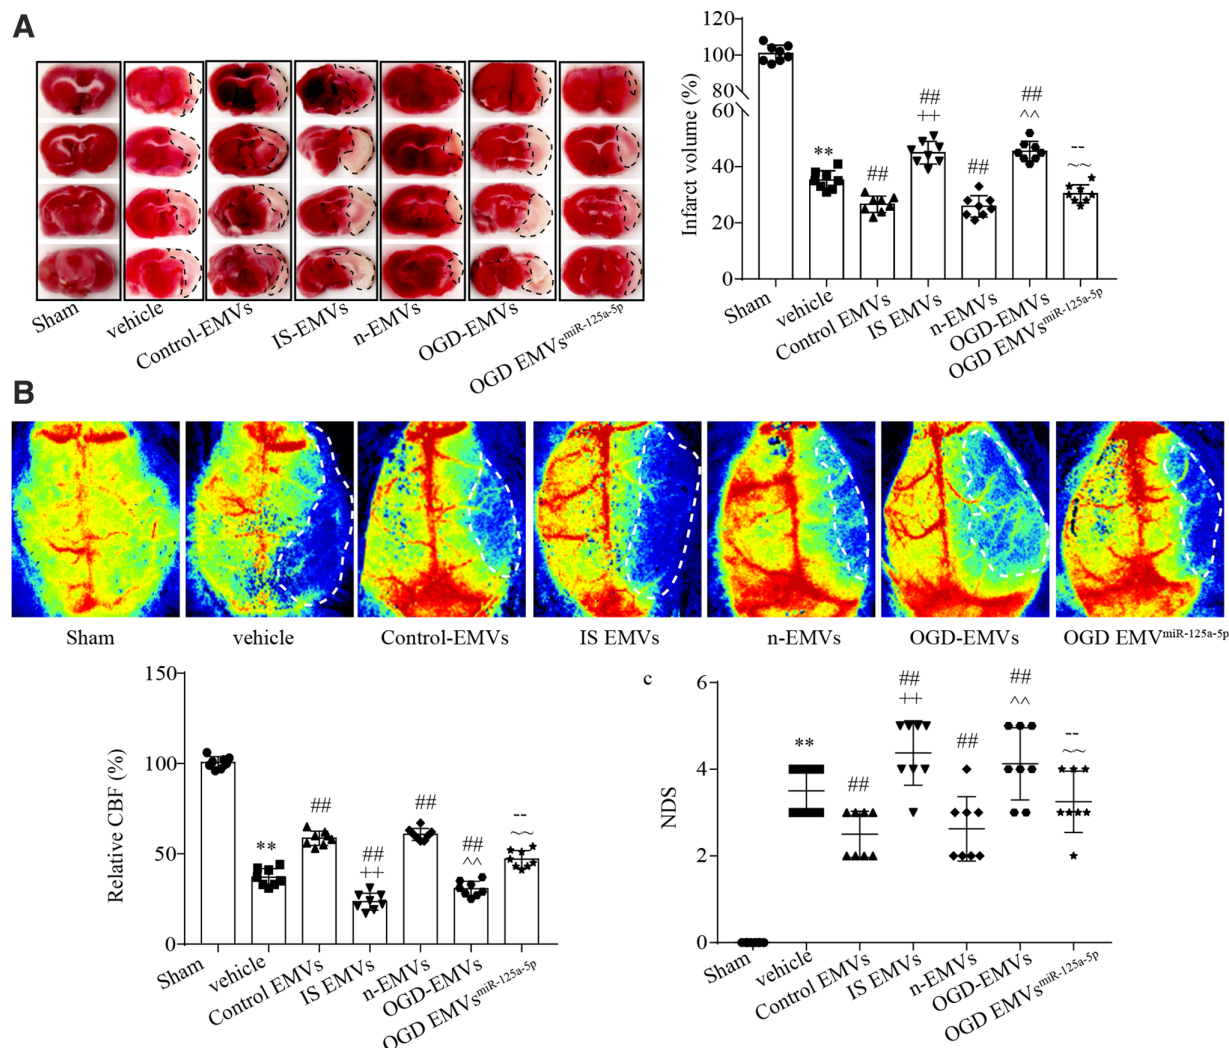 A
Sham
vehicle
Control-EMVs
IS-EMVs
n-EMVs
OGD-EMVs
OGD EMVsmiR-125a-5p
Infarct volume (%)
120
100
80
60
40
20
0
**
##
##
++
##
##
^^
--
~~
Sham
vehicle
Control EMVs
IS EMVs
n-EMVs
OGD-EMVs
OGD EMVsmiR-125a-5p
B
Sham
vehicle
Control-EMVs
IS EMVs
n-EMVs
OGD-EMVs
OGD EMVmiR-125a-5p
Relative CBF (%)
150
100
50
0
**
##
##
++
##
##
^^
--
~~
Sham
vehicle
Control EMVs
IS EMVs
n-EMVs
OGD-EMVs
OGD EMVsmiR-125a-5p
c
NDS
6
4
2
0
**
##
##
++
##
##
^^
--
~~
Sham
vehicle
Control EMVs
IS EMVs
n-EMVs
OGD-EMVs
OGD EMVsmiR-125a-5p